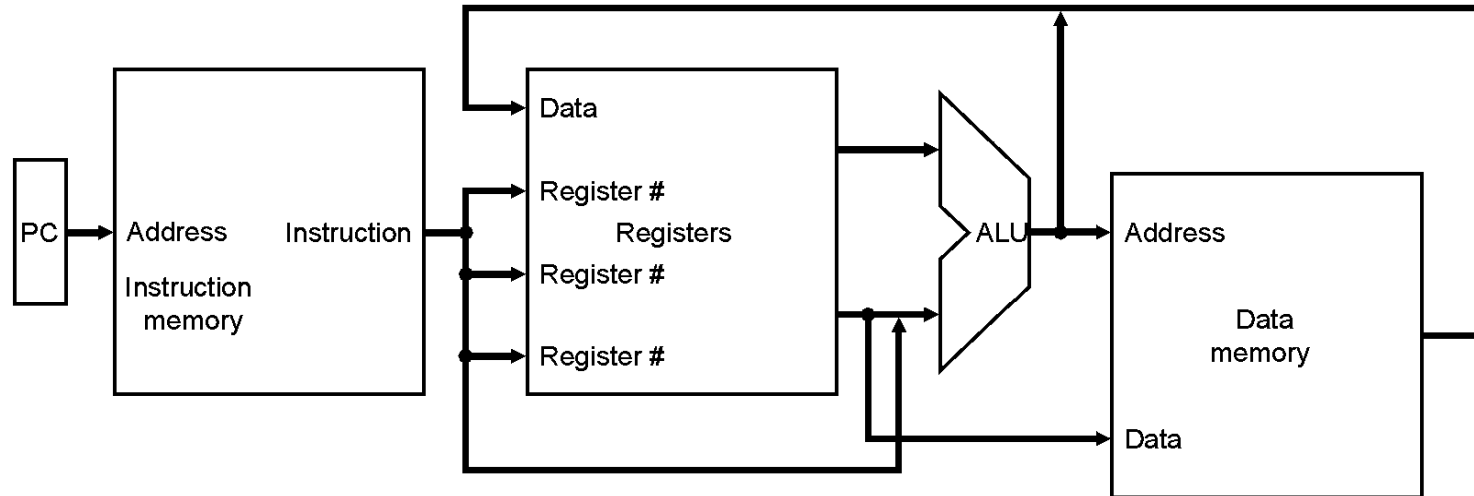 PC
Address
Instruction
Instruction
memory
Data
Register #
Registers
Register #
Register #
ALU
Address
Data
memory
Data